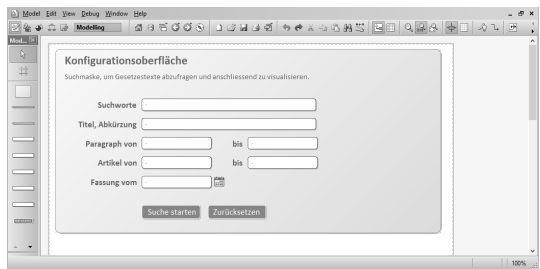 Model Edit View Debug Window Help
Modelling
Mod...
Konfigurationsoberfläche
Suchmaske, um Gesetzestexte abzufragen und anschliessend zu visualisieren.
Suchworte
Titel, Abkürzung
Paragraph von bis
Artikel von bis
Fassung vom
Suche starten Zurücksetzen
100%